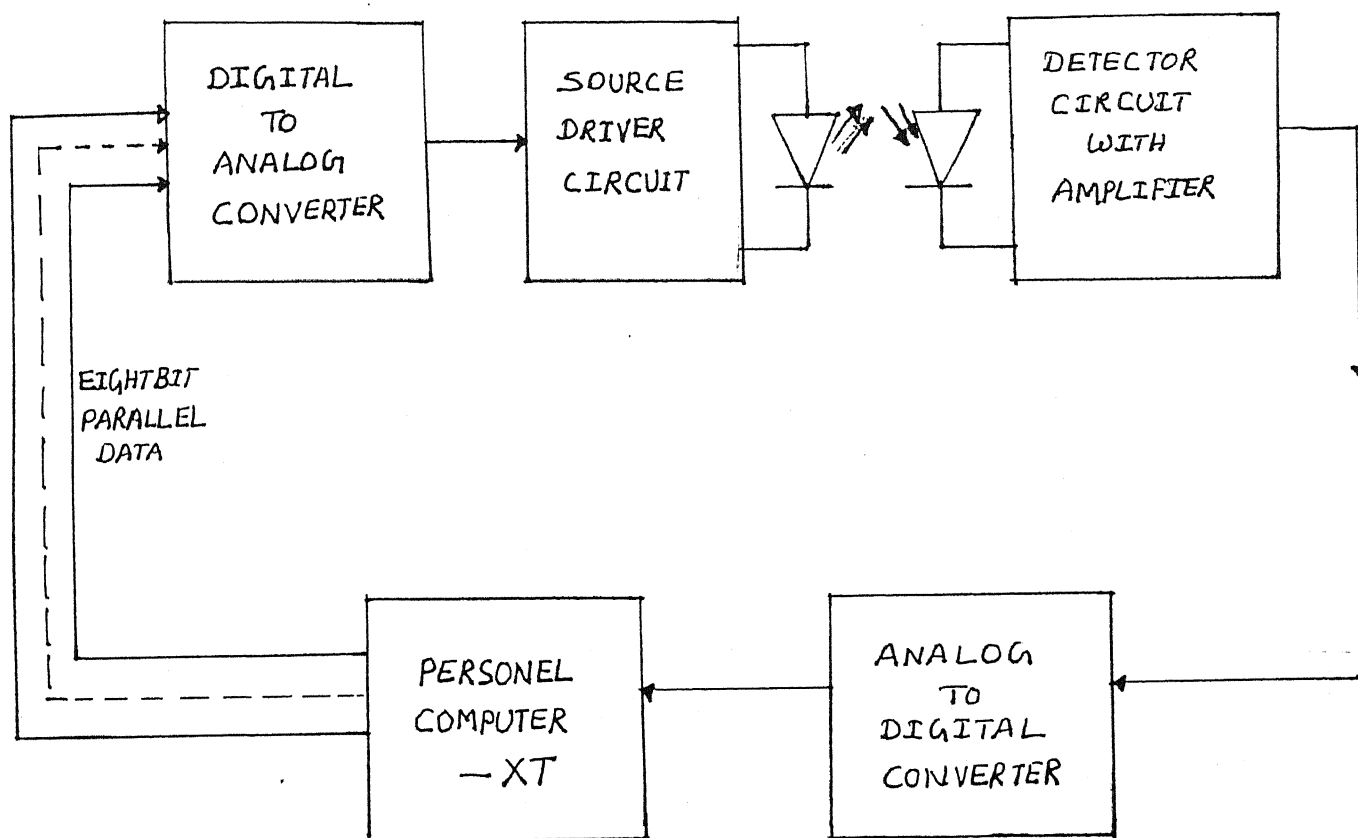 DIGITAL
TO
ANALOG
CONVERTER
SOURCE
DRIVER
CIRCUIT
DETECTOR
CIRCUIT
WITH
AMPLIFIER
EIGHTBIT
PARALLEL
DATA
PERSONEL
COMPUTER
— XT
ANALOG
TO
DIGITAL
CONVERTER